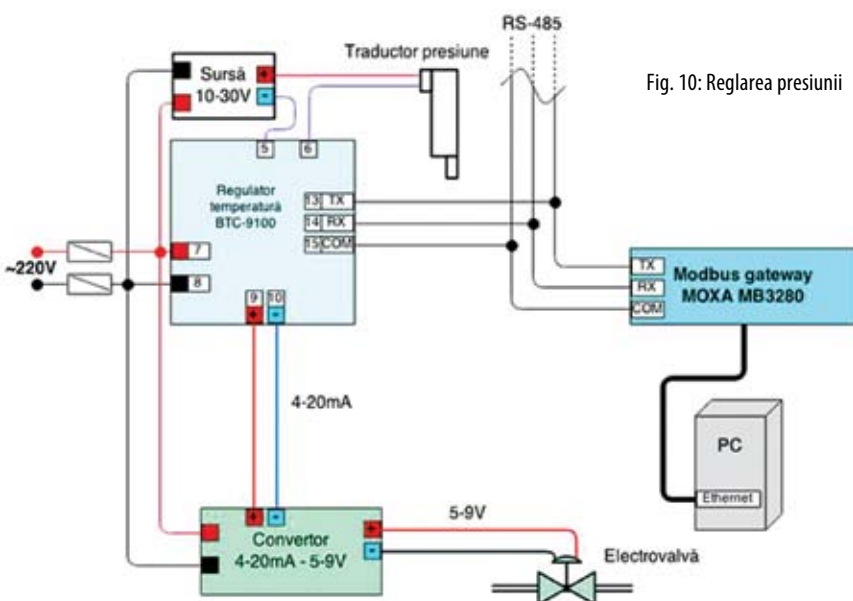 RS-485
Traductor presiune
Fig. 10: Reglarea presiunii
Sursă
10-30V
+
-
5
6
Regulator
temperatură
BTC-9100
13 TX
14 RX
15 COM
~220V
7
8
9
10
+
-
TX
RX
COM
Modbus gateway
MOXA MB3280
4-20mA
PC
Ethernet
+
-
Convertor
4-20mA - 5-9V
+
-
5-9V
Electrovalvă